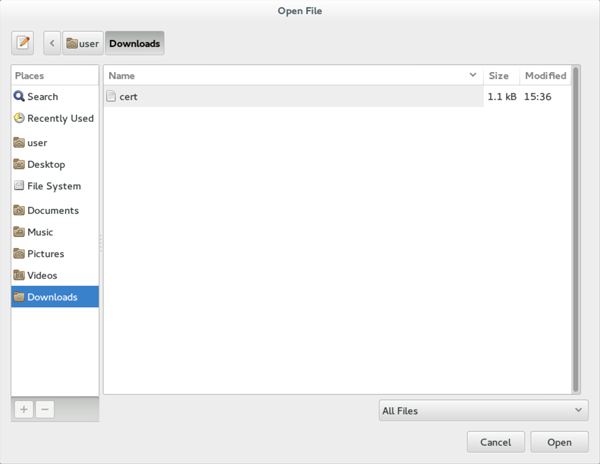 Open File
user Downloads
Places
Name Size Modified
Search
cert 1.1 kB 15:36
Recently Used
user
Desktop
File System
Documents
Music
Pictures
Videos
Downloads
All Files
Cancel Open